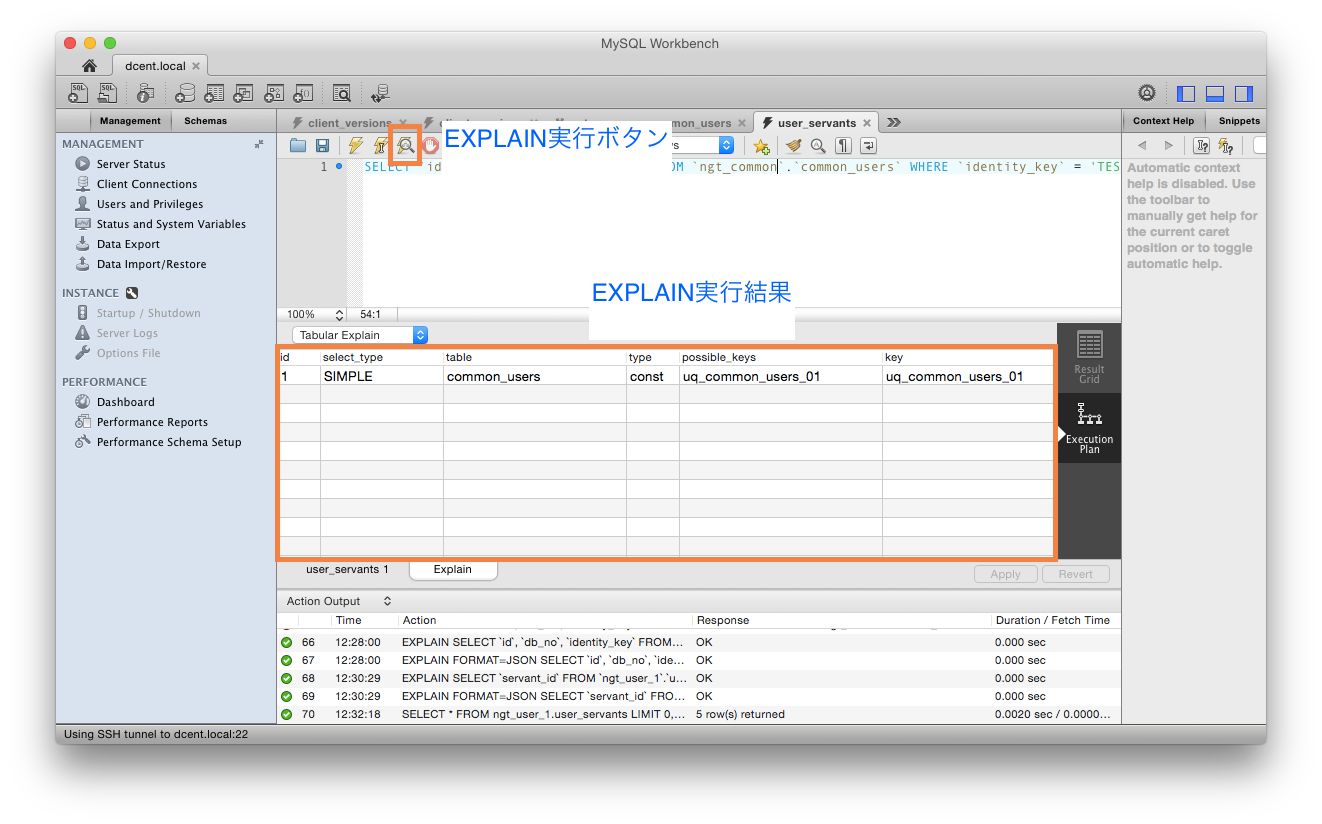 MySQL Workbench
dcent.local
Management Schemas
client_versions
common_users
user_servants
Context Help Snippets
EXPLAIN実行ボタン
MANAGEMENT
Server Status
Client Connections
Users and Privileges
Status and System Variables
Data Export
Data Import/Restore
INSTANCE
Startup / Shutdown
Server Logs
Options File
PERFORMANCE
Dashboard
Performance Reports
Performance Schema Setup
1 SELECT `id `ngt_common`.`common_users` WHERE `identity_key` = 'TES
Automatic context
help is disabled. Use
the toolbar to
manually get help for
the current caret
position or to toggle
automatic help.
EXPLAIN実行結果
100% 54:1
Tabular Explain
id select_type table type possible_keys key
1 SIMPLE common_users const uq_common_users_01 uq_common_users_01
Result
Grid
Execution
Plan
user_servants 1 Explain
Apply Revert
Action Output
Time Action Response Duration / Fetch Time
66 12:28:00 EXPLAIN SELECT `id`, `db_no`, `identity_key` FROM... OK 0.000 sec
67 12:28:00 EXPLAIN FORMAT=JSON SELECT `id`, `db_no`, `ide... OK 0.000 sec
68 12:30:29 EXPLAIN SELECT `servant_id` FROM `ngt_user_1`.`u... OK 0.000 sec
69 12:30:29 EXPLAIN FORMAT=JSON SELECT `servant_id` FRO... OK 0.000 sec
70 12:32:18 SELECT * FROM ngt_user_1.user_servants LIMIT 0,... 5 row(s) returned 0.0020 sec / 0.0000...
Using SSH tunnel to dcent.local:22